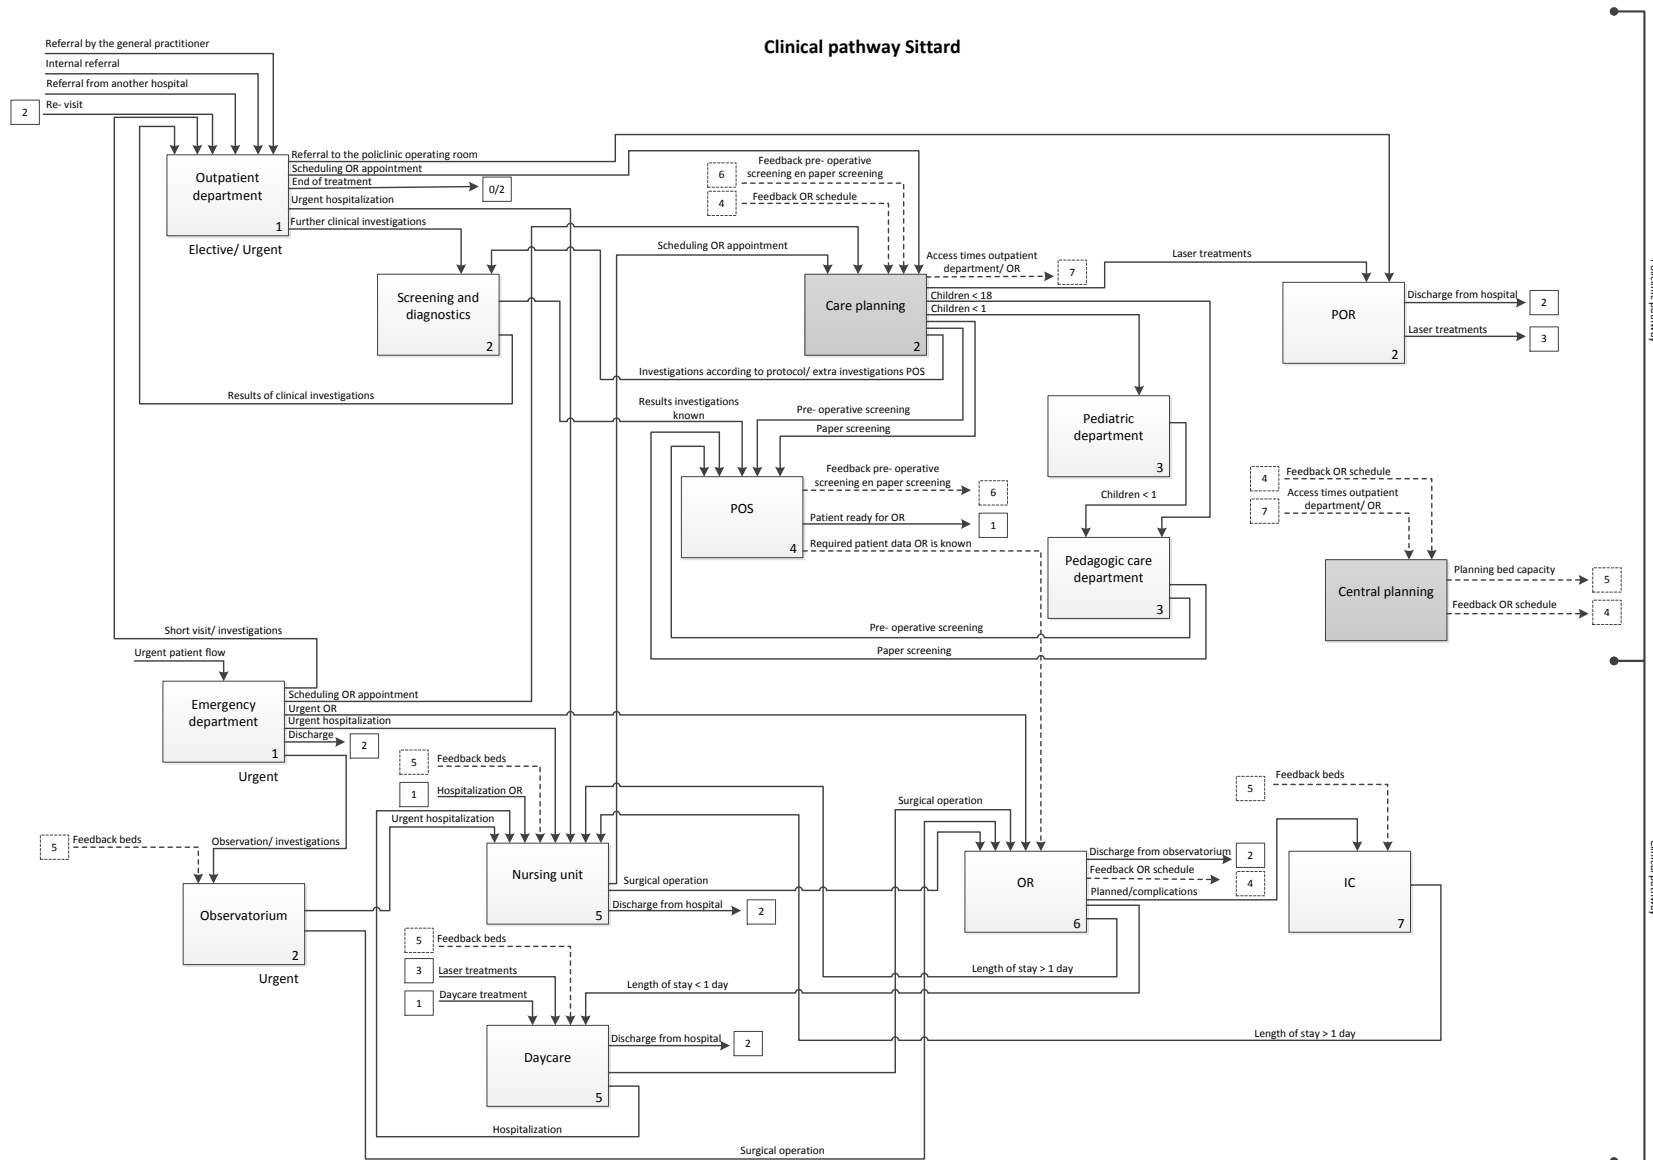 Clinical pathway Sittard
Referral by the general practitioner
Internal referral
Referral from another hospital
Re- visit
2
Outpatient
department
1
Elective/ Urgent
Referral to the policlinic operating room
Scheduling OR appointment
End of treatment
0/2
Urgent hospitalization
Further clinical investigations
Screening and
diagnostics
2
Results of clinical investigations
Feedback pre- operative
screening en paper screening
6
4
Feedback OR schedule
Scheduling OR appointment
Care planning
2
Access times outpatient
department/ OR
7
Children < 18
Children < 1
Laser treatments
POR
2
Discharge from hospital
2
Laser treatments
3
Investigations according to protocol/ extra investigations POS
Results investigations
known
Pre- operative screening
Paper screening
Pediatric
department
3
Children < 1
POS
4
Feedback pre- operative
screening en paper screening
6
Patient ready for OR
1
Required patient data OR is known
Pedagogic care
department
3
Pre- operative screening
Paper screening
4
Feedback OR schedule
7
Access times outpatient
department/ OR
Central planning
Planning bed capacity
5
Feedback OR schedule
4
Short visit/ investigations
Urgent patient flow
Emergency
department
1
Urgent
Scheduling OR appointment
Urgent OR
Urgent hospitalization
Discharge
2
Observation/ investigations
5
Feedback beds
Observatorium
2
Urgent
5
Feedback beds
1
Hospitalization OR
Urgent hospitalization
Nursing unit
5
Surgical operation
Discharge from hospital
2
5
Feedback beds
3
Laser treatments
1
Daycare treatment
Daycare
5
Discharge from hospital
2
Hospitalization
Surgical operation
Surgical operation
OR
6
Discharge from observatorium
2
Feedback OR schedule
4
Planned/complications
Length of stay > 1 day
Length of stay < 1 day
5
Feedback beds
IC
7
Length of stay > 1 day